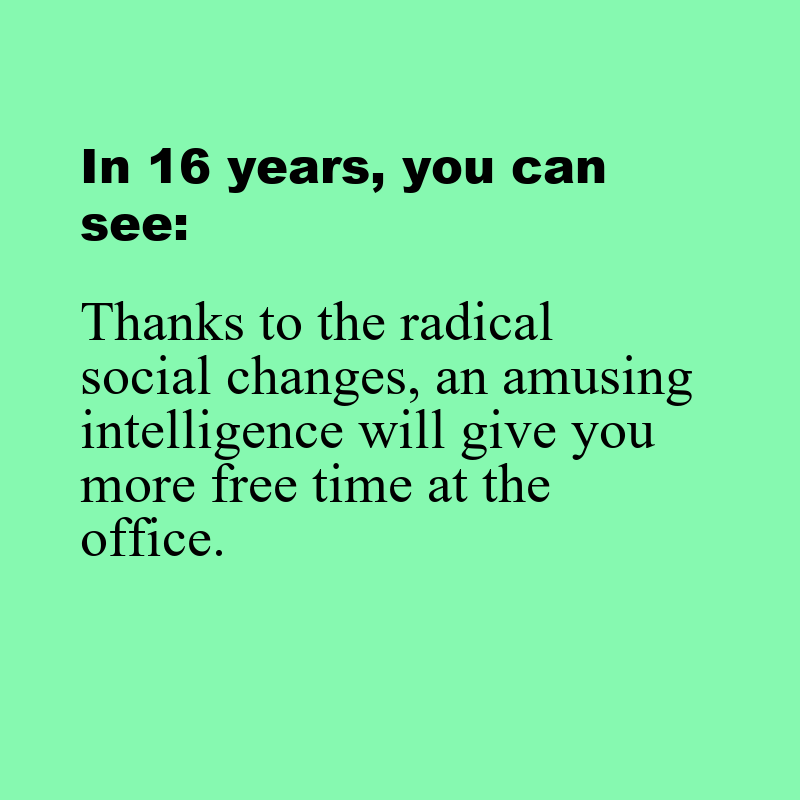 In 16 years, you can
see:
Thanks to the radical
social changes, an amusing
intelligence will give you
more free time at the
office.